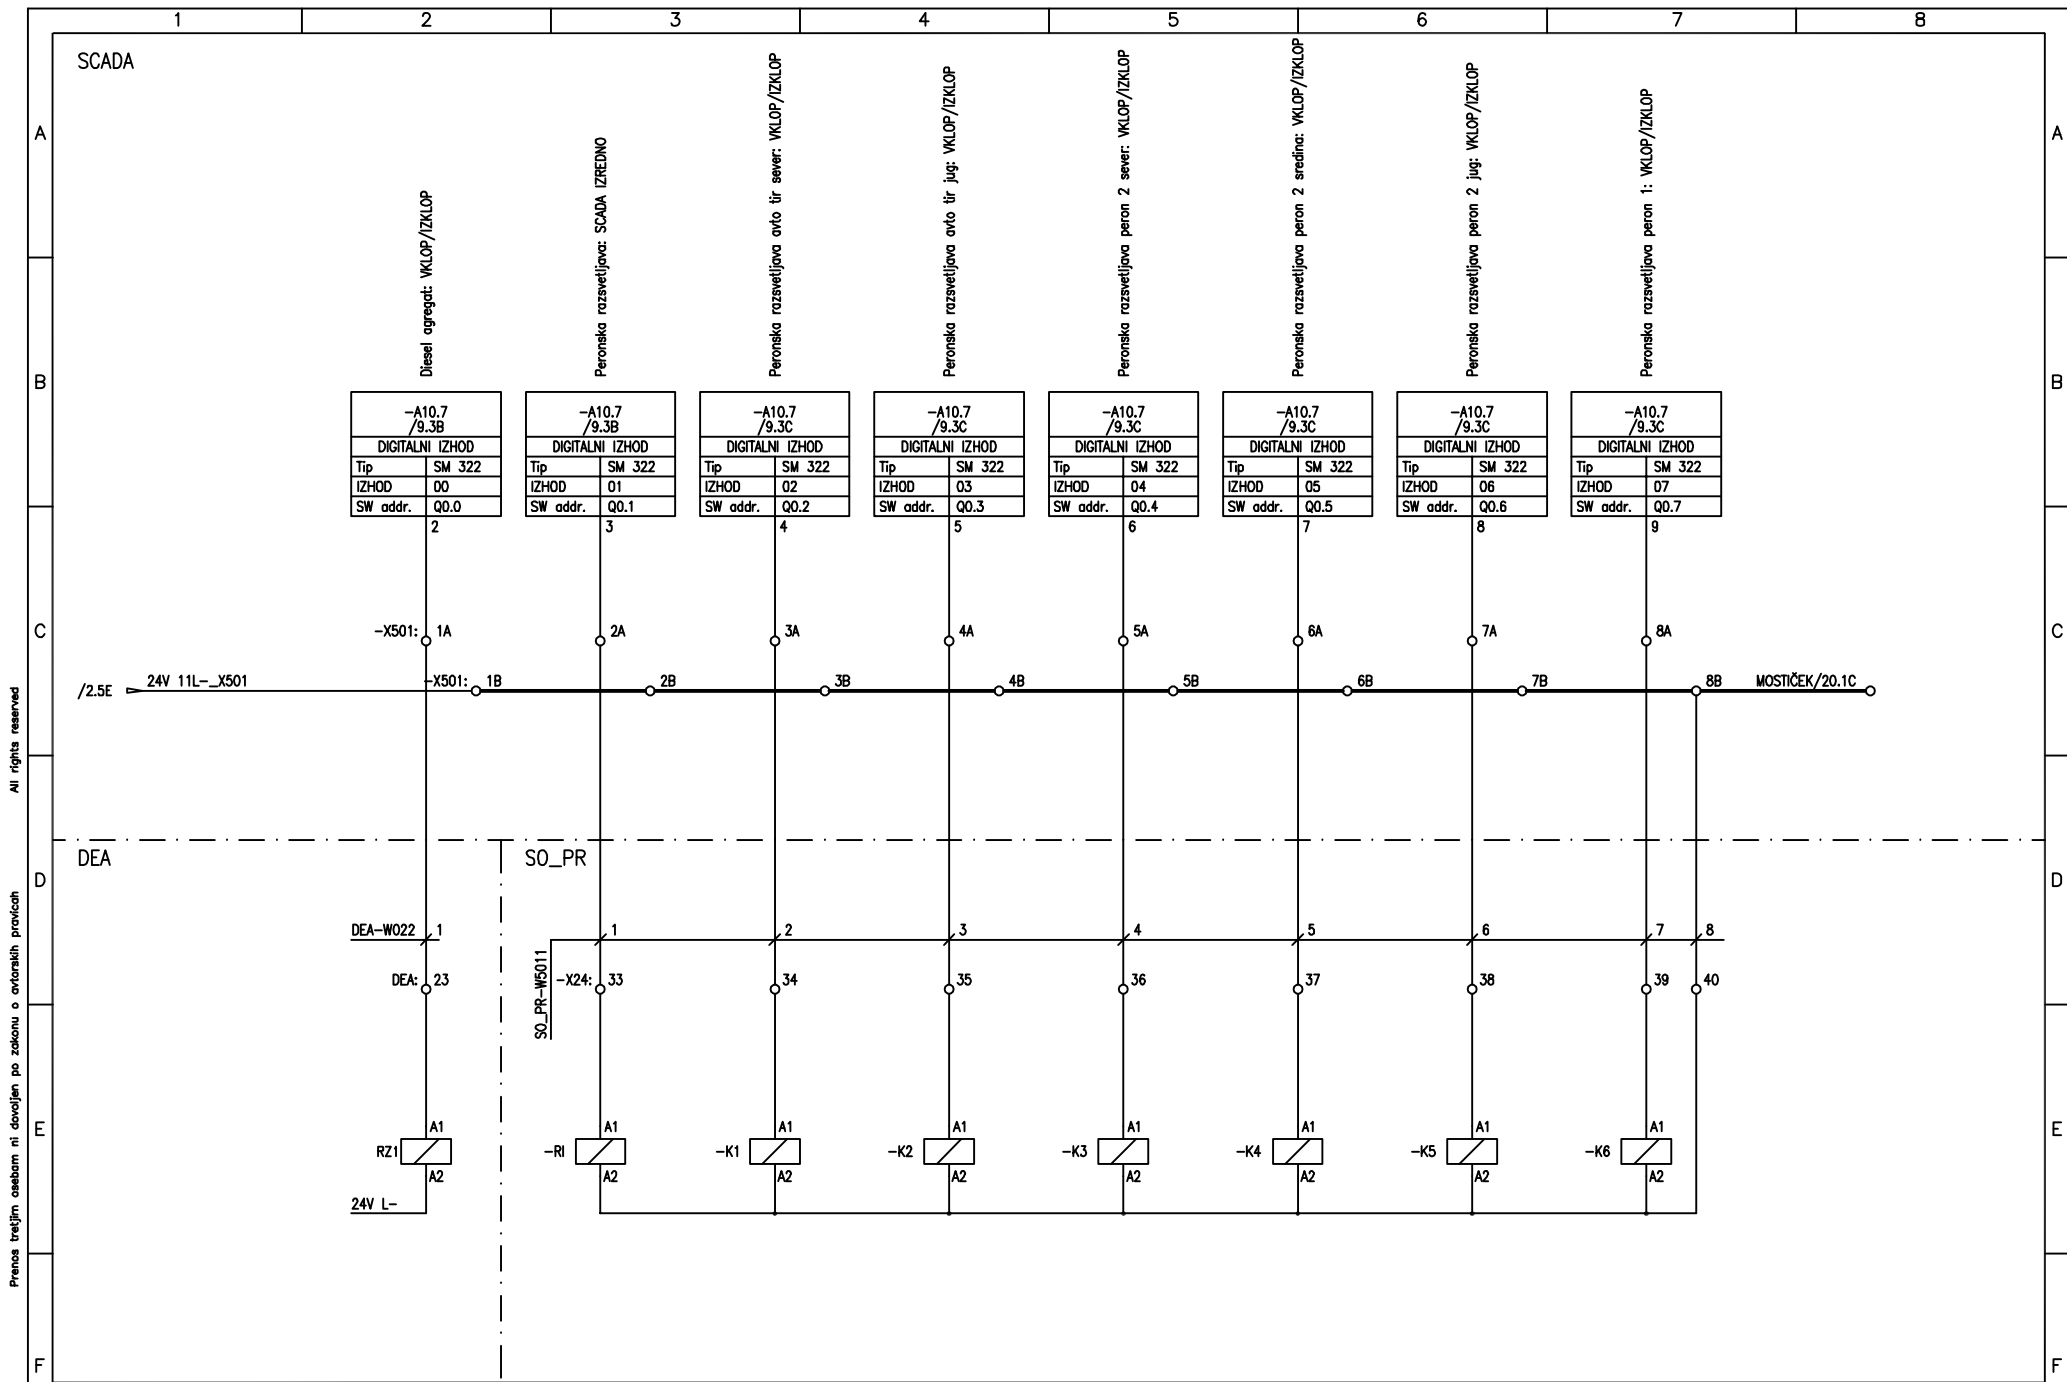 1 2 3 4 5 6 7 8
SCADA
A A
B B
C C
D D
E E
F F
Diesel agregat: VKLOP/IZKLOP
Peronska razsvetljava: SCADA IZREDNO
Peronska razsvetljava avto tir sever: VKLOP/IZKLOP
Peronska razsvetljava avto tir jug: VKLOP/IZKLOP
Peronska razsvetljava peron 2 sever: VKLOP/IZKLOP
Peronska razsvetljava peron 2 sredina: VKLOP/IZKLOP
Peronska razsvetljava peron 2 jug: VKLOP/IZKLOP
Peronska razsvetljava peron 1: VKLOP/IZKLOP
-A10.7 -A10.7 -A10.7 -A10.7 -A10.7 -A10.7 -A10.7 -A10.7
/9.3B /9.3B /9.3C /9.3C /9.3C /9.3C /9.3C /9.3C
DIGITALNI IZHOD DIGITALNI IZHOD DIGITALNI IZHOD DIGITALNI IZHOD DIGITALNI IZHOD DIGITALNI IZHOD DIGITALNI IZHOD DIGITALNI IZHOD
Tip SM 322 Tip SM 322 Tip SM 322 Tip SM 322 Tip SM 322 Tip SM 322 Tip SM 322 Tip SM 322
IZHOD 00 IZHOD 01 IZHOD 02 IZHOD 03 IZHOD 04 IZHOD 05 IZHOD 06 IZHOD 07
SW addr. Q0.0 SW addr. Q0.1 SW addr. Q0.2 SW addr. Q0.3 SW addr. Q0.4 SW addr. Q0.5 SW addr. Q0.6 SW addr. Q0.7
2 3 4 5 6 7 8 9
-X501: 1A 2A 3A 4A 5A 6A 7A 8A
/2.5E 24V 11L-_X501 -X501: 1B 2B 3B 4B 5B 6B 7B 8B MOSTIČEK/20.1C
DEA SO_PR
DEA-W022 1 1 2 3 4 5 6 7 8
SO_PR-W5011
DEA: 23 -X24: 33 34 35 36 37 38 39 40
A1 A1 A1 A1 A1 A1 A1 A1
RZ1 -RI -K1 -K2 -K3 -K4 -K5 -K6
A2 A2 A2 A2 A2 A2 A2 A2
24V L-
All rights reserved
Prenos tretjim osebam ni dovoljen po zakonu o avtorskih pravicah